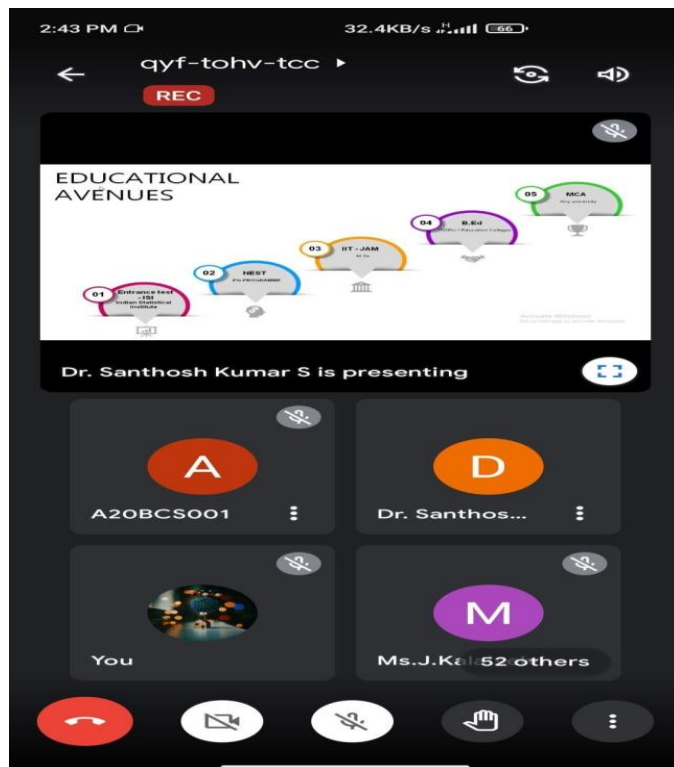 2:43 PM
32.4KB/s
66
qyf-tohv-tcc
REC
EDUCATIONAL
AVENUES
05
MCA
Any university
04
B.Ed
03
IIT - JAM
M.Sc
02
NEST
PG PROGRAMME
01
Entrance test
- ISI
Indian Statistical
Institute
Activate Windows
Dr. Santhosh Kumar S is presenting
A
A20BCS001
D
Dr. Santhos...
You
M
Ms.J.Ka
52 others